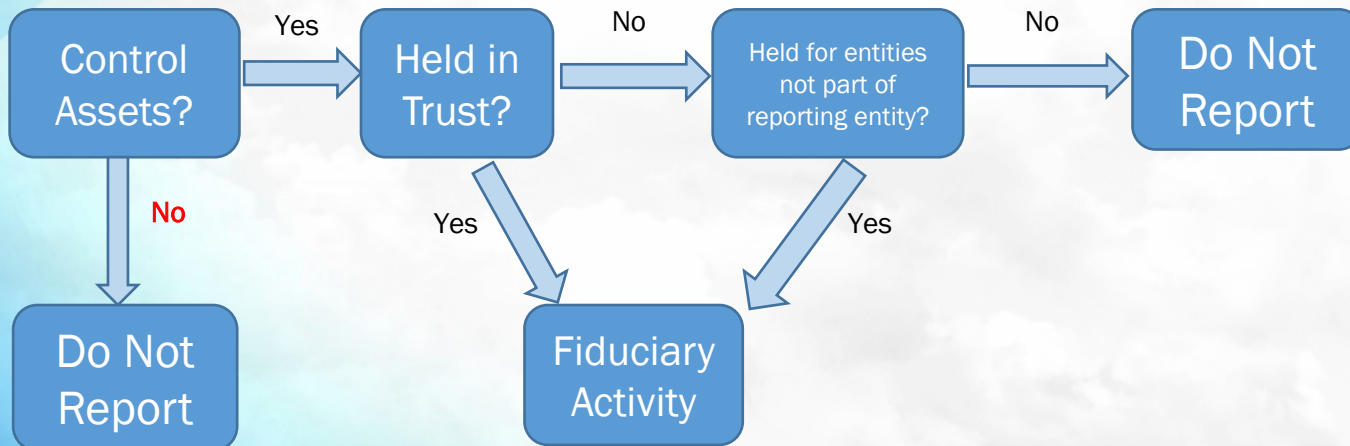 Control
Assets?
Yes
Held in
Trust?
No
Held for entities
not part of
reporting entity?
No
Do Not
Report
No
Yes
Yes
Do Not
Report
Fiduciary
Activity